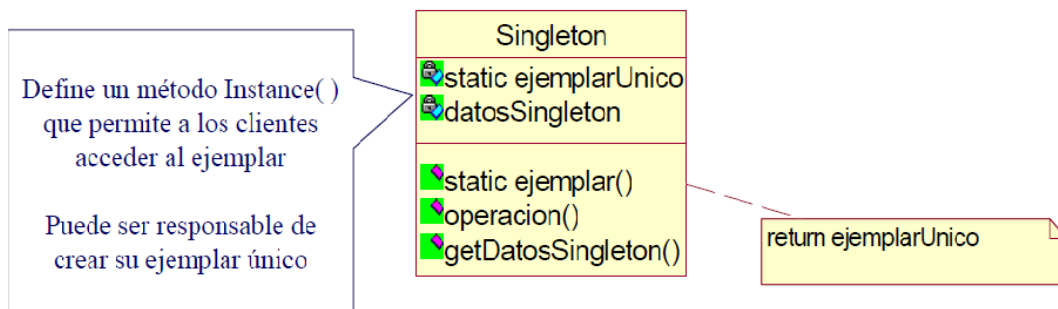 Define un método Instance( )
que permite a los clientes
acceder al ejemplar
Puede ser responsable de
crear su ejemplar único
Singleton
static ejemplarUnico
datosSingleton
static ejemplar()
operacion()
getDatosSingleton()
return ejemplarUnico